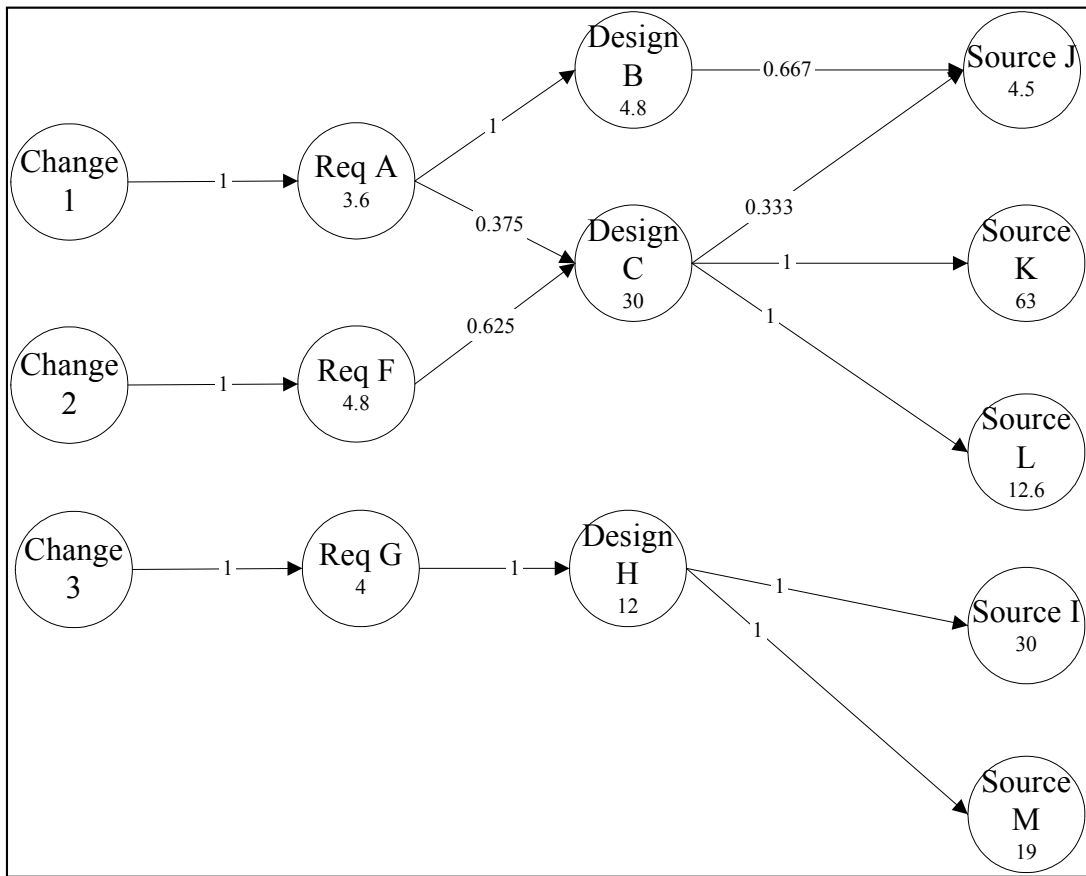 Change
1
1
Req A
3.6
1
0.375
Design
B
4.8
0.667
Source J
4.5
Design
C
30
0.333
1
1
Source
K
63
Change
2
1
Req F
4.8
0.625
Source
L
12.6
Change
3
1
Req G
4
1
Design
H
12
1
1
Source I
30
Source
M
19